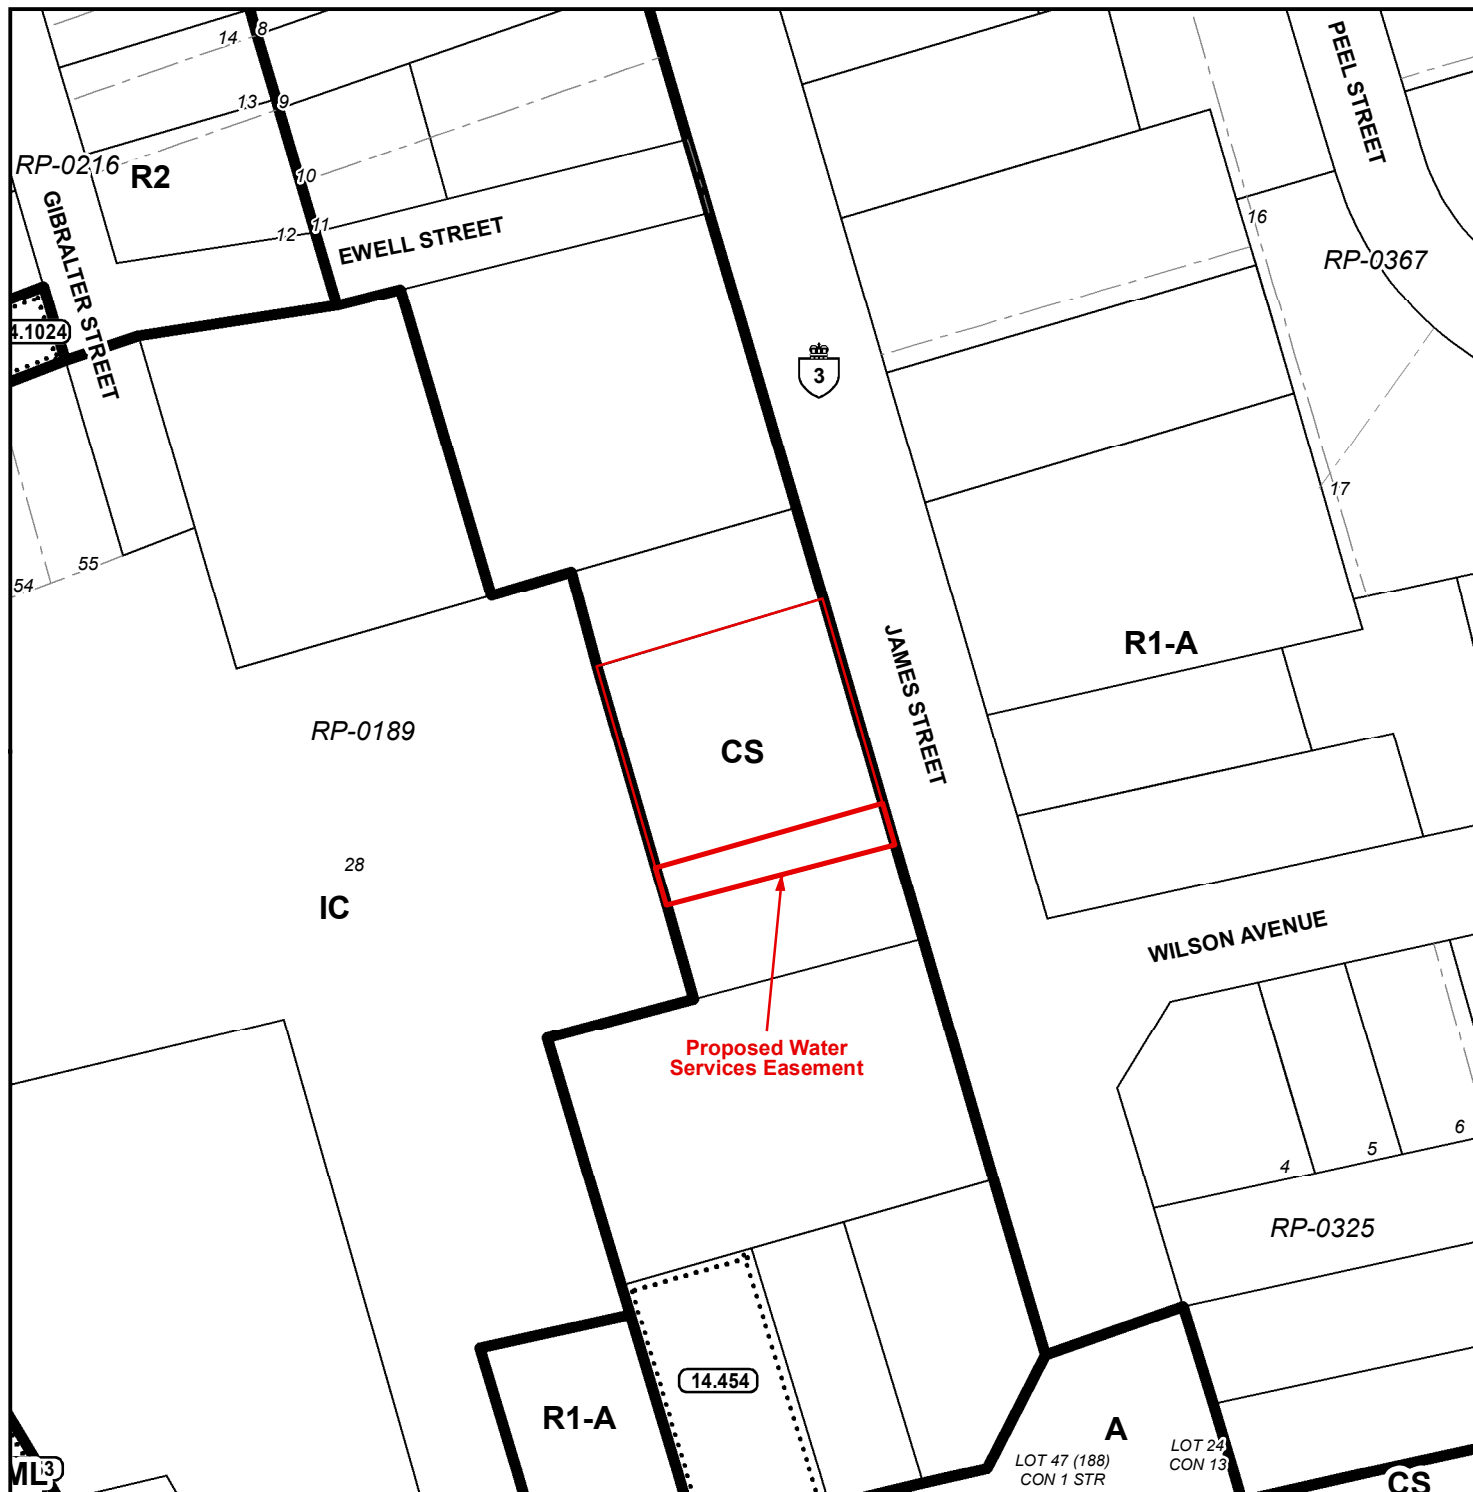 14
8
PEEL STREET
13
9
RP-0216
R2
10
GIBRALTER STREET
12
11
EWELL STREET
16
RP-0367
4.1024
3
17
55
54
JAMES STREET
R1-A
RP-0189
CS
28
IC
WILSON AVENUE
Proposed Water
Services Easement
6
5
4
RP-0325
14.454
R1-A
A
LOT 47 (188)
CON 1 STR
LOT 24
CON 13
ML
3
CS